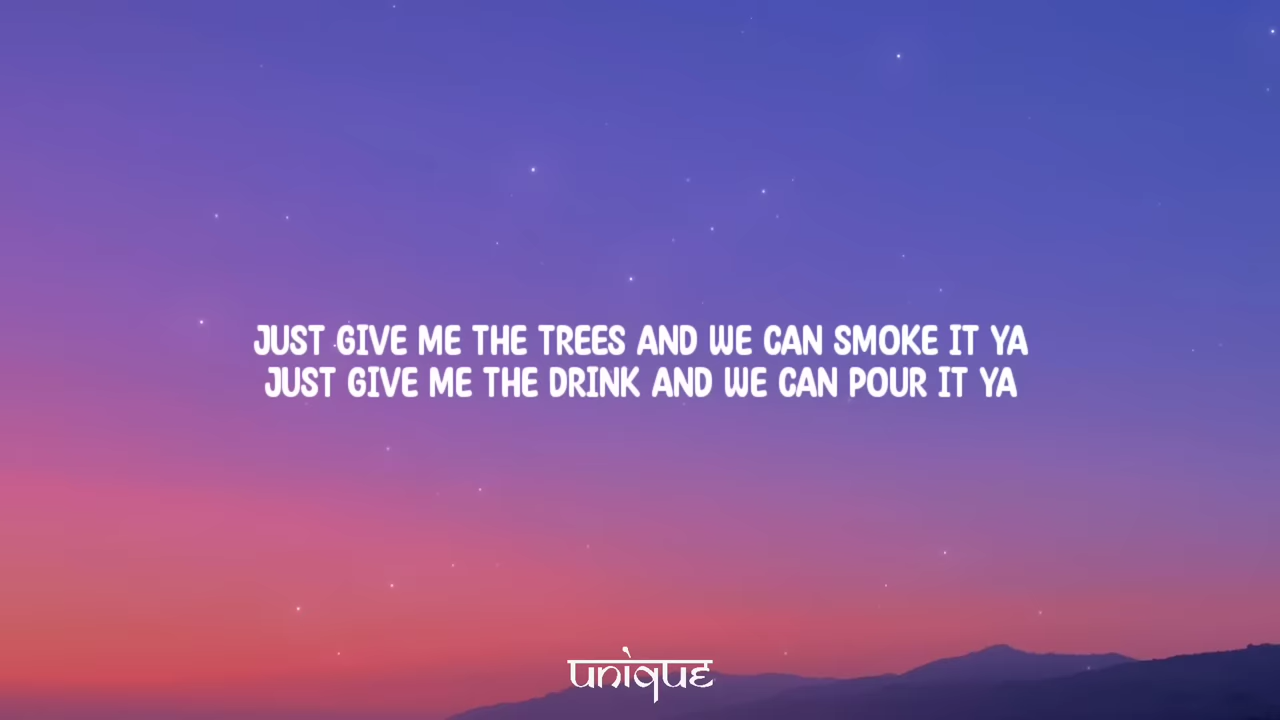 JUST GIVE ME THE TREES AND WE CAN SMOKE IT YA
JUST GIVE ME THE DRINK AND WE CAN POUR IT YA
unique